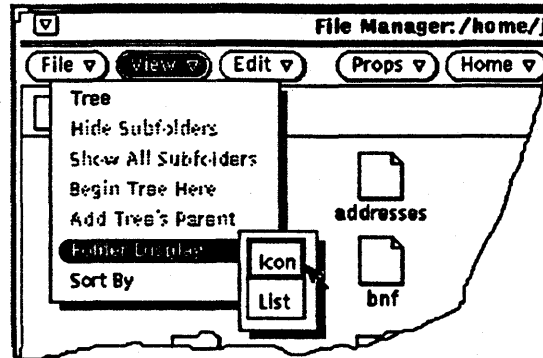 File Manager: /home/j
File View Edit Props Home
Tree
Hide Subfolders
Show All Subfolders
Begin Tree Here
Add Tree's Parent
Folder Display
Sort By
Icon
List
addresses
bnf